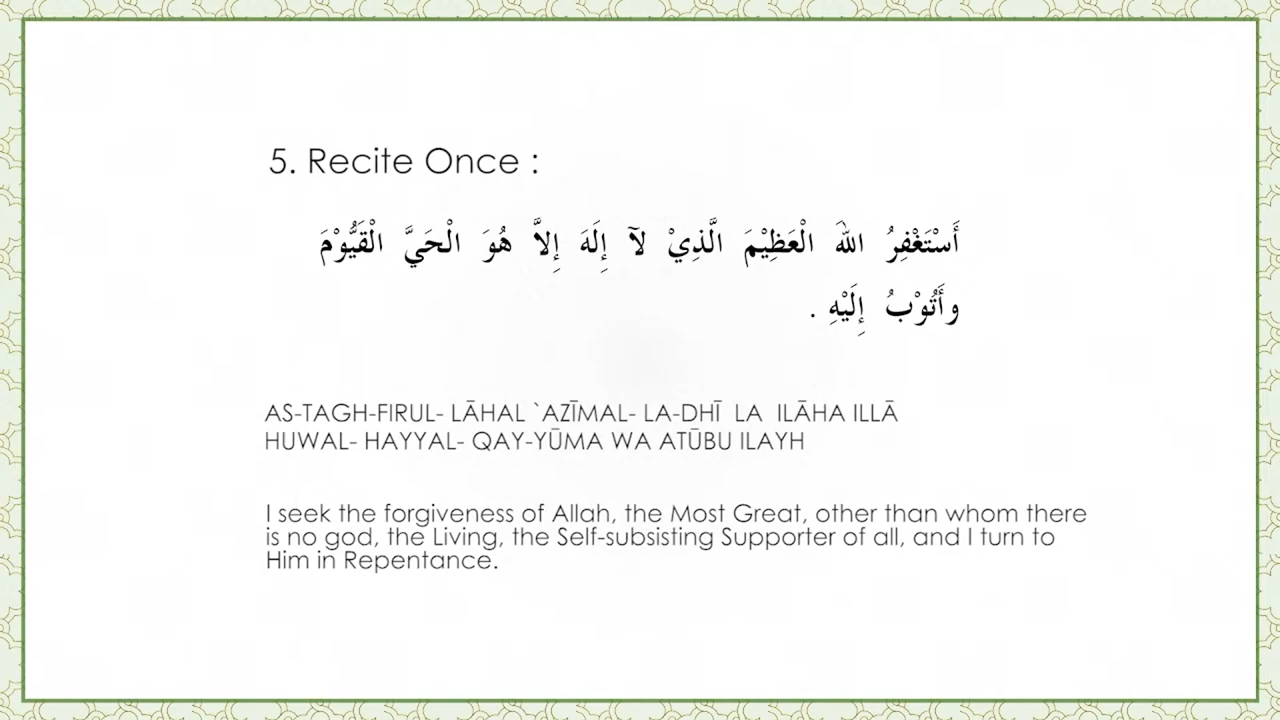 5. Recite Once :
أَسْتَغْفِرُ اللهَ الْعَظِيْمَ الَّذِيْ لآ إِلَهَ إِلاَّ هُوَ الْحَيَّ الْقَيُّوْمَ
وأَتُوْبُ إِلَيْهِ .
AS-TAGH-FIRUL- LĀHAL `AZĪMAL- LA-DHĪ LA ILĀHA ILLĀ
HUWAL- HAYYAL- QAY-YŪMA WA ATŪBU ILAYH
I seek the forgiveness of Allah, the Most Great, other than whom there
is no god, the Living, the Self-subsisting Supporter of all, and I turn to
Him in Repentance.